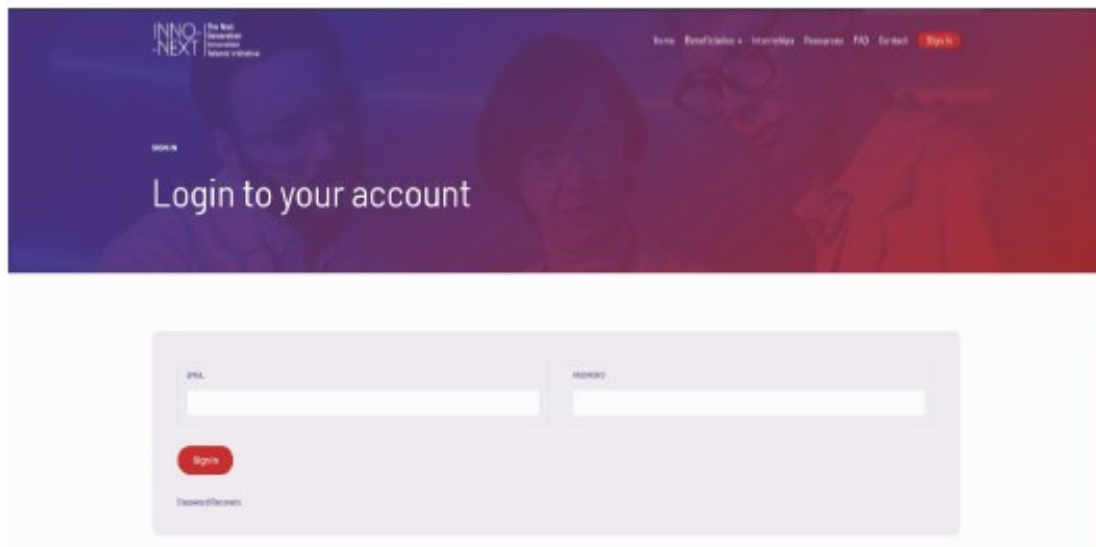 INNO-
-NEXT
The Next
Generation
Innovation
Talents Initiative
Home Beneficiaries Internships Resources FAQ Contact Sign In
SIGN IN
Login to your account
EMAIL
PASSWORD
Sign In
Password Recovery